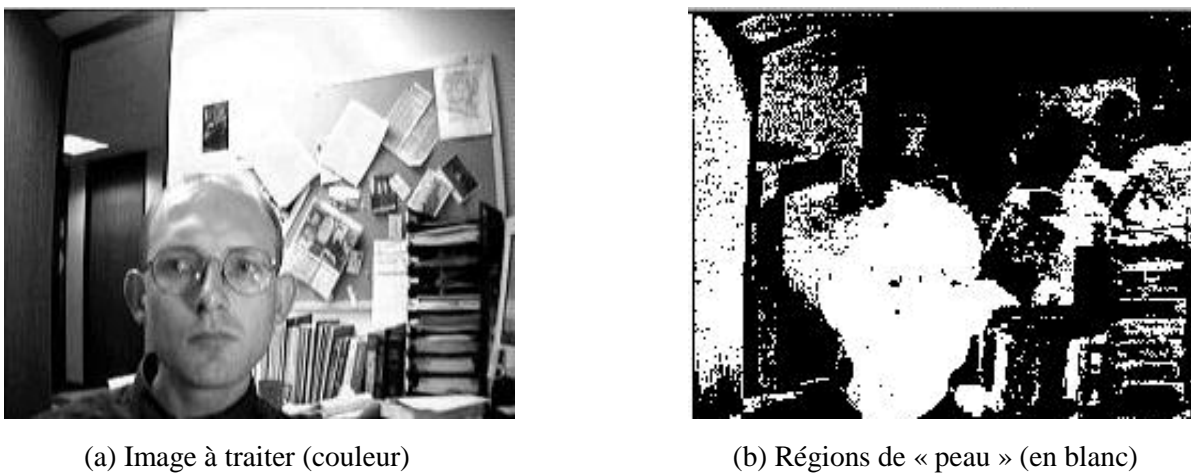 (a) Image à traiter (couleur)
(b) Régions de « peau » (en blanc)